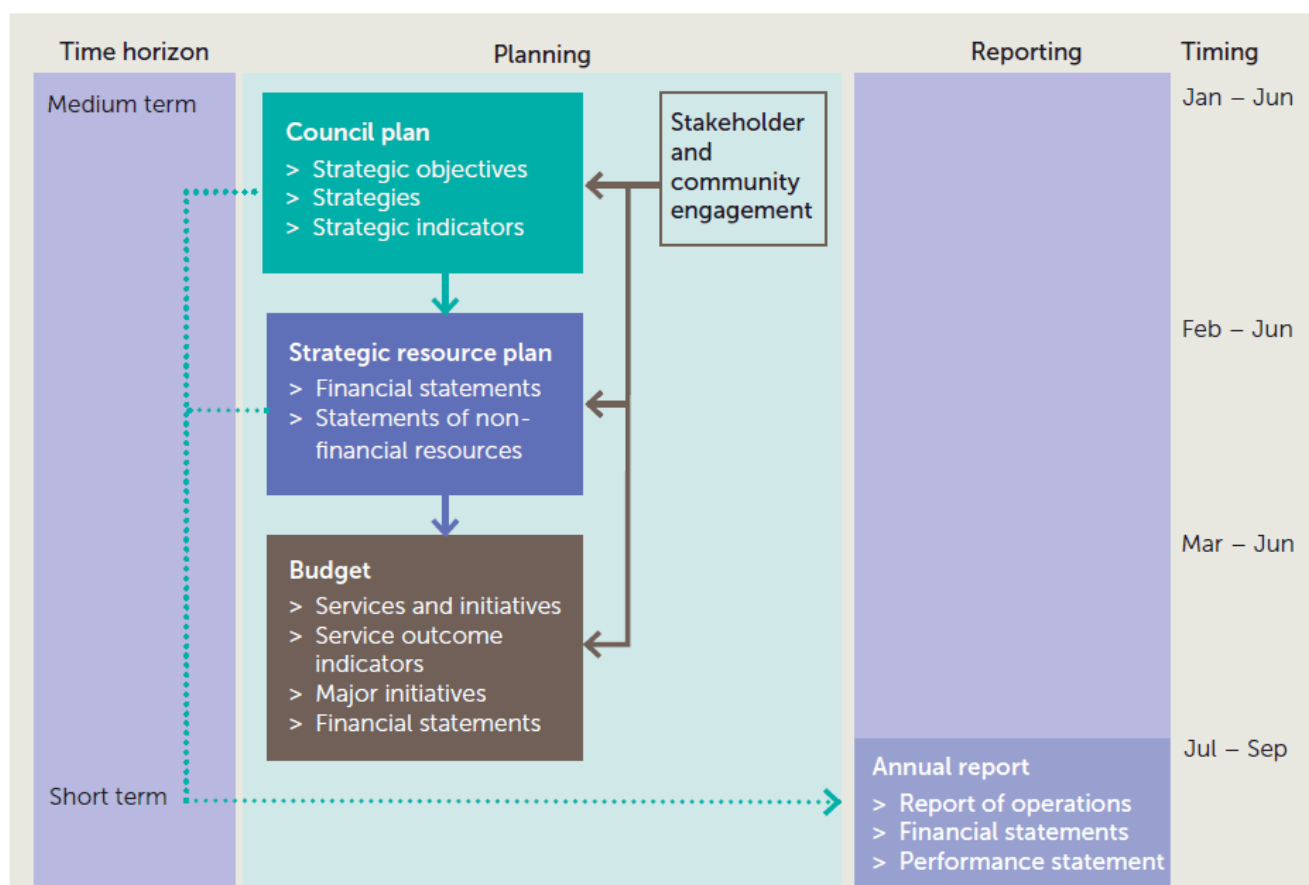 Time horizon
Planning
Reporting
Timing
Medium term
Jan – Jun
Council plan
> Strategic objectives
> Strategies
> Strategic indicators
Stakeholder
and
community
engagement
Feb – Jun
Strategic resource plan
> Financial statements
> Statements of non-
financial resources
Mar – Jun
Budget
> Services and initiatives
> Service outcome
indicators
> Major initiatives
> Financial statements
Jul – Sep
Short term
Annual report
> Report of operations
> Financial statements
> Performance statement